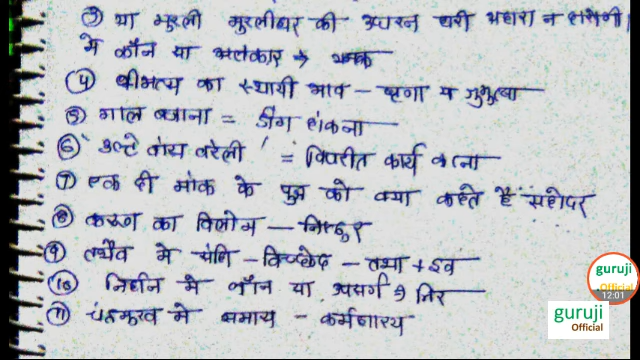 ③ या मुरली मुरलीधर की अधरन धरी अधरा न धरौंगी।
में कौन सा अलंकार → यमक
④ वीभत्स का स्थायी भाव – घृणा व जुगुप्सा
⑤ गाल बजाना = डींग हांकना
⑥ 'उल्टे बांस बरेली' = विपरीत कार्य करना
⑦ एक ही मां के पुत्र को क्या कहते हैं सहोदर
⑧ करुण का विलोम – निष्ठुर
⑨ तथैव में संधि-विच्छेद – तथा + एव
⑩ निर्धन में कौन सा उपसर्ग → निर
⑪ चंद्रमुख में समास – कर्मधारय
guruji
Official
12:01
guruji
Official